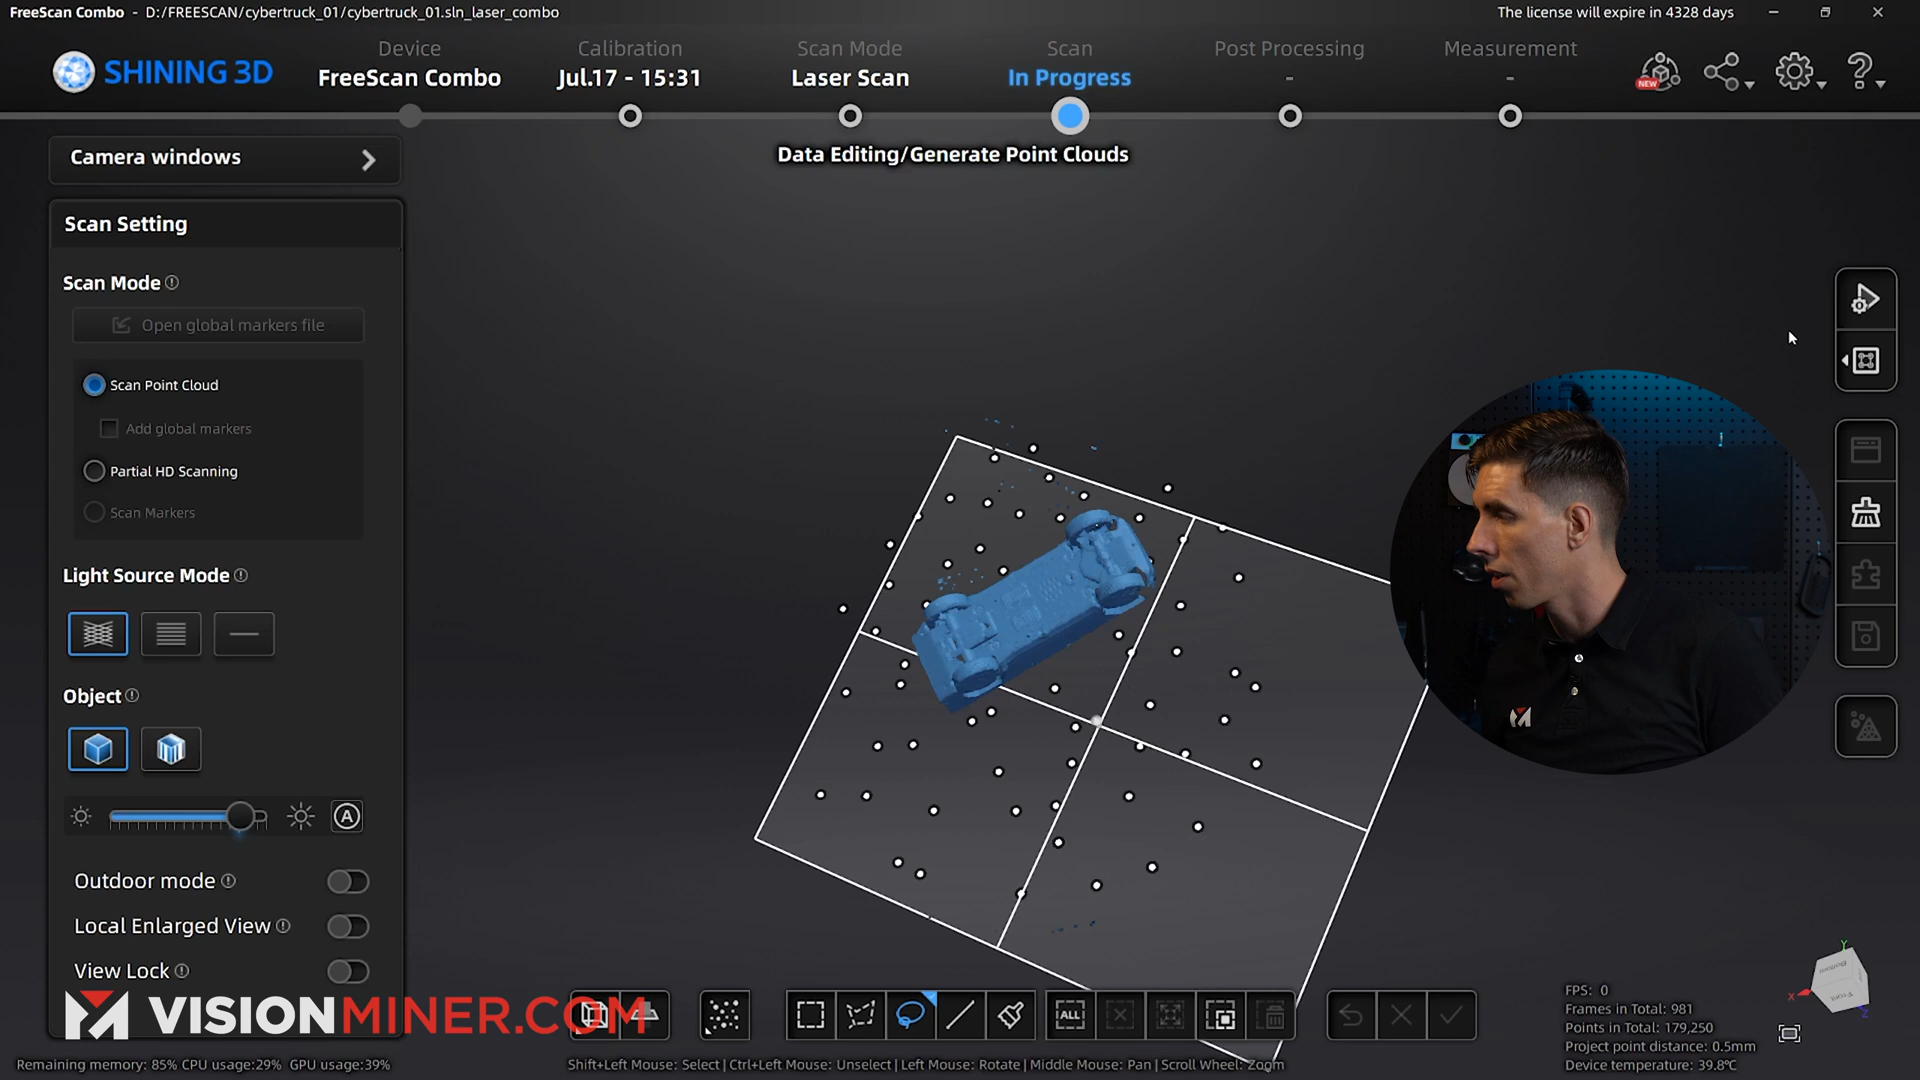 FreeScan Combo - D:/FREESCAN/cybertruck_01/cybertruck_01.sln_laser_combo
The license will expire in 4328 days
SHINING 3D
Device
FreeScan Combo
Calibration
Jul.17 - 15:31
Scan Mode
Laser Scan
Scan
In Progress
Post Processing
-
Measurement
-
NEW
Data Editing/Generate Point Clouds
Camera windows
Scan Setting
Scan Mode
Open global markers file
Scan Point Cloud
Add global markers
Partial HD Scanning
Scan Markers
Light Source Mode
Object
A
Outdoor mode
Local Enlarged View
View Lock
VISIONMINER.COM
ALL
FPS: 0
Frames in Total: 981
Points in Total: 179,250
Project point distance: 0.5mm
Device temperature: 39.8℃
Y
X
Z
Bottom
Front
Remaining memory: 85% CPU usage:29% GPU usage:39%
Shift+Left Mouse: Select | Ctrl+Left Mouse: Unselect | Left Mouse: Rotate | Middle Mouse: Pan | Scroll Wheel: Zoom